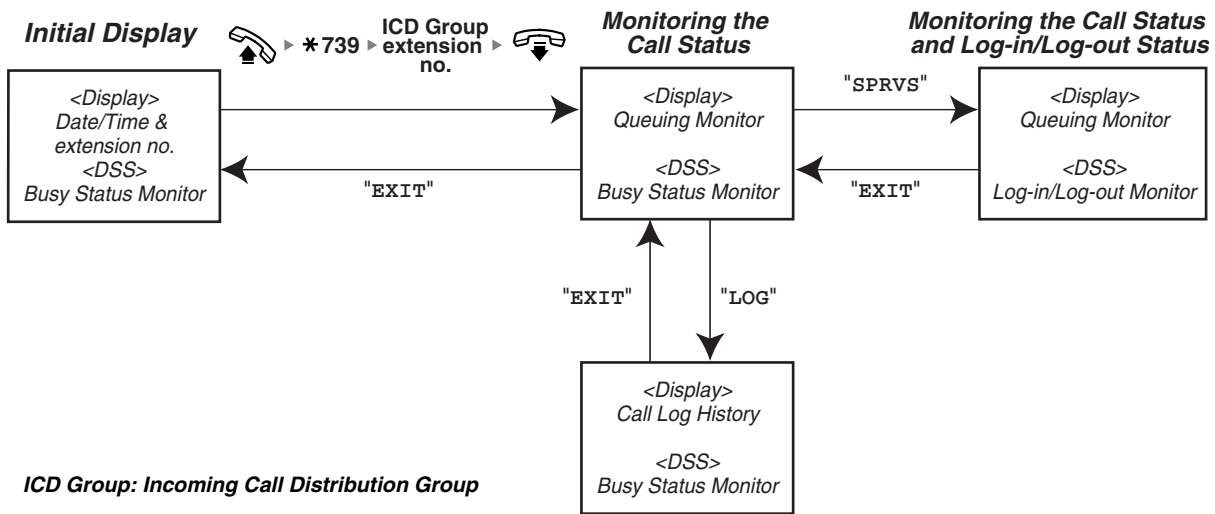 Initial Display
✱739
ICD Group
extension
no.
Monitoring the
Call Status
Monitoring the Call Status
and Log-in/Log-out Status
<Display>
Date/Time &
extension no.
<DSS>
Busy Status Monitor
"EXIT"
<Display>
Queuing Monitor
<DSS>
Busy Status Monitor
"SPRVS"
"EXIT"
<Display>
Queuing Monitor
<DSS>
Log-in/Log-out Monitor
"EXIT"
"LOG"
<Display>
Call Log History
<DSS>
Busy Status Monitor
ICD Group: Incoming Call Distribution Group